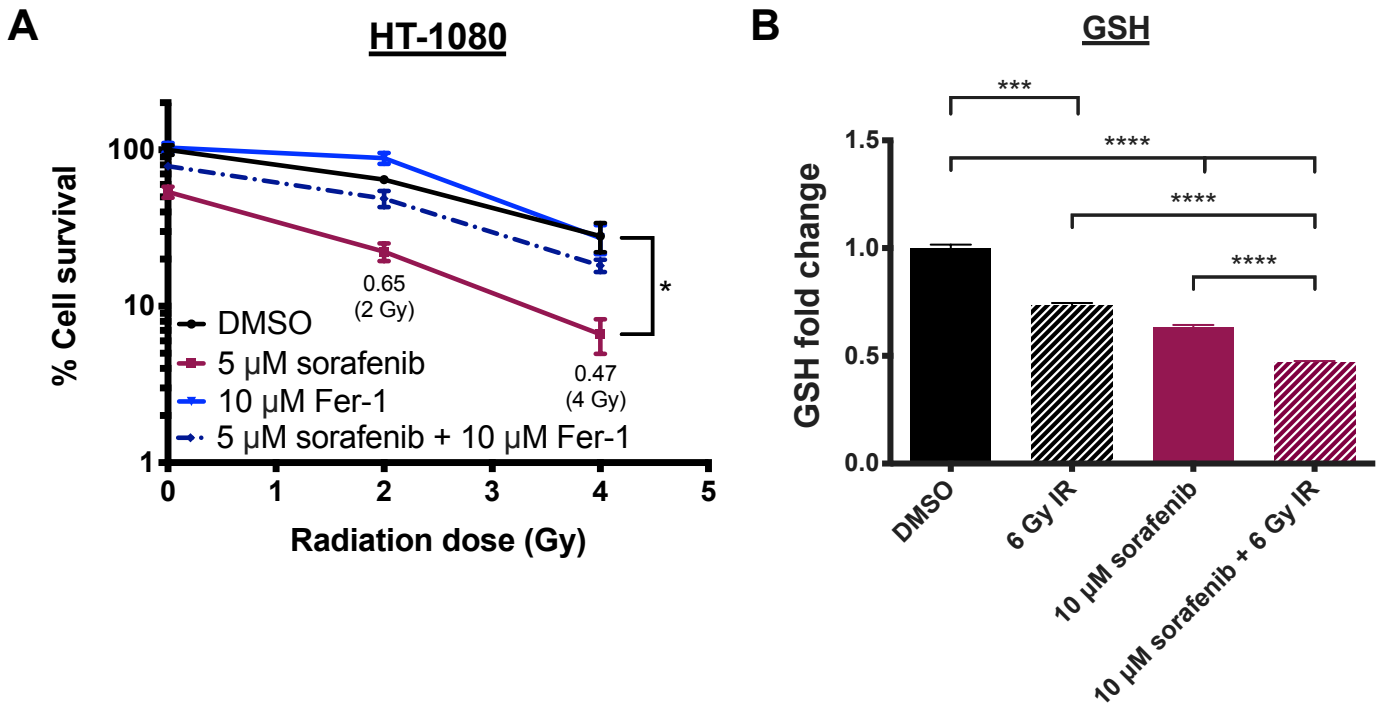 A
HT-1080
% Cell survival
100
10
1
0
1
2
3
4
5
Radiation dose (Gy)
DMSO
5 µM sorafenib
10 µM Fer-1
5 µM sorafenib + 10 µM Fer-1
0.65
(2 Gy)
0.47
(4 Gy)
*
B
GSH
GSH fold change
1.5
1.0
0.5
0.0
***
****
****
****
DMSO
6 Gy IR
10 µM sorafenib
10 µM sorafenib + 6 Gy IR